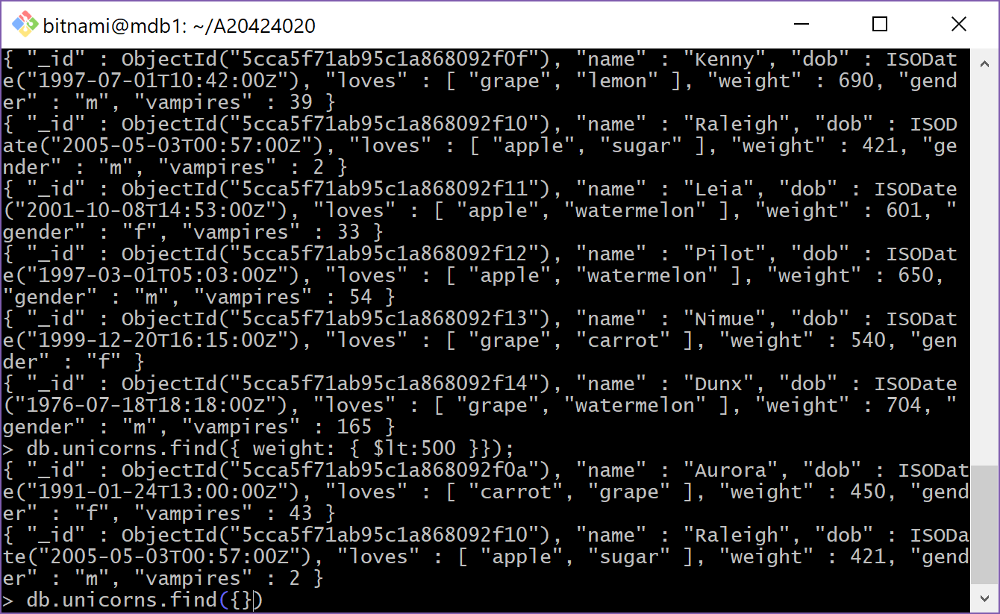 bitnami@mdb1: ~/A20424020
{ "_id" : ObjectId("5cca5f71ab95c1a868092f0f"), "name" : "Kenny", "dob" : ISODat
e("1997-07-01T10:42:00Z"), "loves" : [ "grape", "lemon" ], "weight" : 690, "gend
er" : "m", "vampires" : 39 }
{ "_id" : ObjectId("5cca5f71ab95c1a868092f10"), "name" : "Raleigh", "dob" : ISOD
ate("2005-05-03T00:57:00Z"), "loves" : [ "apple", "sugar" ], "weight" : 421, "ge
nder" : "m", "vampires" : 2 }
{ "_id" : ObjectId("5cca5f71ab95c1a868092f11"), "name" : "Leia", "dob" : ISODate
("2001-10-08T14:53:00Z"), "loves" : [ "apple", "watermelon" ], "weight" : 601, "
gender" : "f", "vampires" : 33 }
{ "_id" : ObjectId("5cca5f71ab95c1a868092f12"), "name" : "Pilot", "dob" : ISODat
e("1997-03-01T05:03:00Z"), "loves" : [ "apple", "watermelon" ], "weight" : 650,
"gender" : "m", "vampires" : 54 }
{ "_id" : ObjectId("5cca5f71ab95c1a868092f13"), "name" : "Nimue", "dob" : ISODat
e("1999-12-20T16:15:00Z"), "loves" : [ "grape", "carrot" ], "weight" : 540, "gen
der" : "f" }
{ "_id" : ObjectId("5cca5f71ab95c1a868092f14"), "name" : "Dunx", "dob" : ISODate
("1976-07-18T18:18:00Z"), "loves" : [ "grape", "watermelon" ], "weight" : 704, "
gender" : "m", "vampires" : 165 }
> db.unicorns.find({ weight: { $lt:500 }});
{ "_id" : ObjectId("5cca5f71ab95c1a868092f0a"), "name" : "Aurora", "dob" : ISODat
e("1991-01-24T13:00:00Z"), "loves" : [ "carrot", "grape" ], "weight" : 450, "gend
er" : "f", "vampires" : 43 }
{ "_id" : ObjectId("5cca5f71ab95c1a868092f10"), "name" : "Raleigh", "dob" : ISODa
te("2005-05-03T00:57:00Z"), "loves" : [ "apple", "sugar" ], "weight" : 421, "gend
er" : "m", "vampires" : 2 }
> db.unicorns.find({})